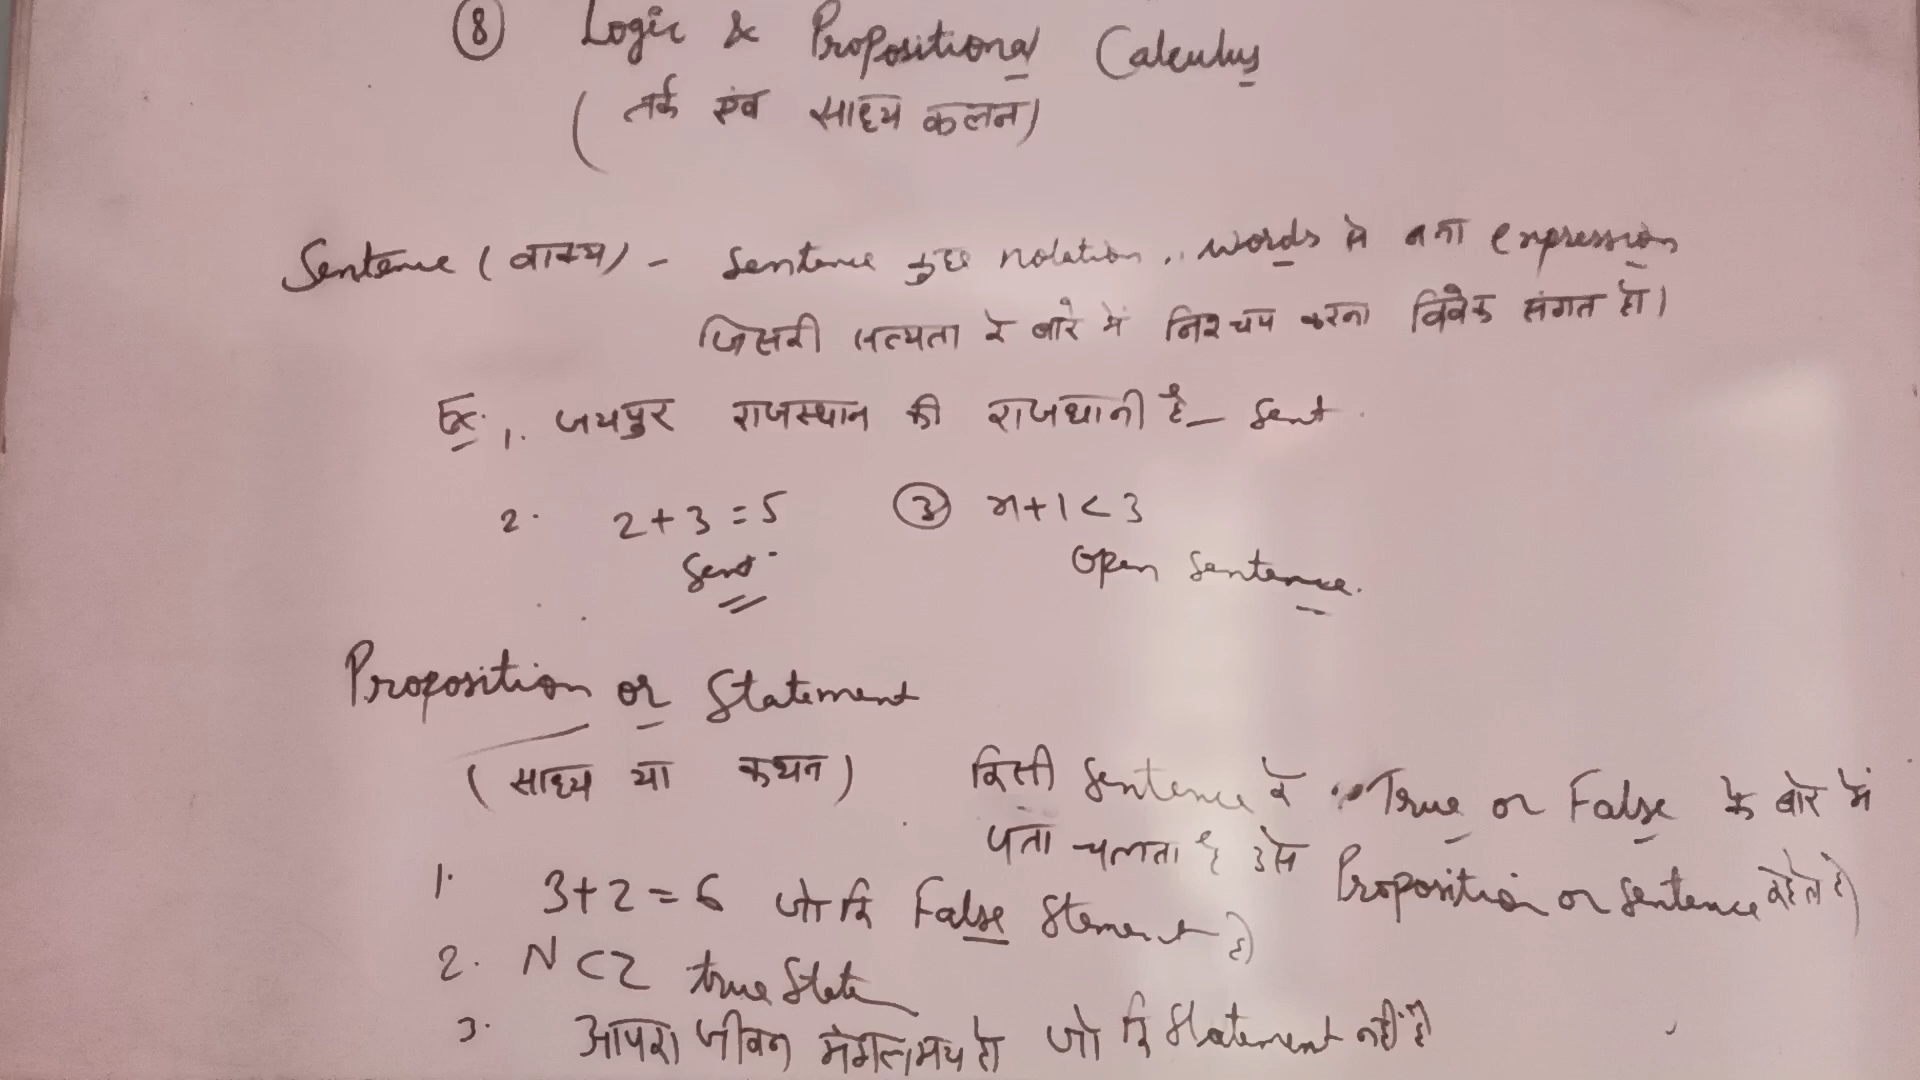 ⑧ Logic & Propositional Calculus
( तर्क एंव साध्य कलन)
Sentence (वाक्य) - Sentence कुछ notation, words से बना expression
जिसकी सत्यता के बारे में निश्चय करना विवेक संगत हो।
Ex. 1. जयपुर राजस्थान की राजधानी है - Sent.
2. 2+3=5 ③ x+1<3
Sent. Open Sentence.
Proposition or Statement
( साध्य या कथन) किसी Sentence के True or False के बारे में
पता चलता है उसे Proposition or Sentence कहते है)
1. 3+2=6 जो कि False Stement है)
2. N⊂Z true State
3. आपका जीवन मंगलमय हो जो कि Statement नहीं है